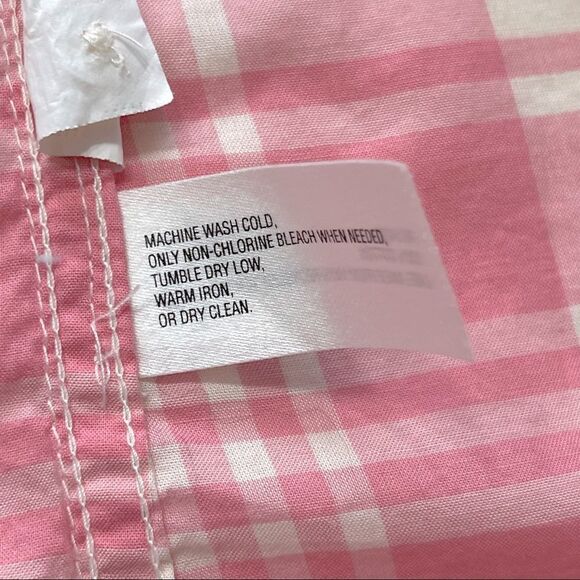 MACHINE WASH COLD,
ONLY NON-CHLORINE BLEACH WHEN NEEDED,
TUMBLE DRY LOW,
WARM IRON,
OR DRY CLEAN.